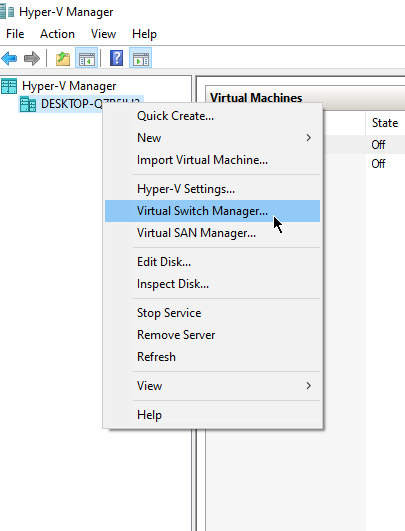 Hyper-V Manager
File Action View Help
Hyper-V Manager
Virtual Machines
State
Off
Off
Quick Create...
New
Import Virtual Machine...
Hyper-V Settings...
Virtual Switch Manager...
Virtual SAN Manager...
Edit Disk...
Inspect Disk...
Stop Service
Remove Server
Refresh
View
Help